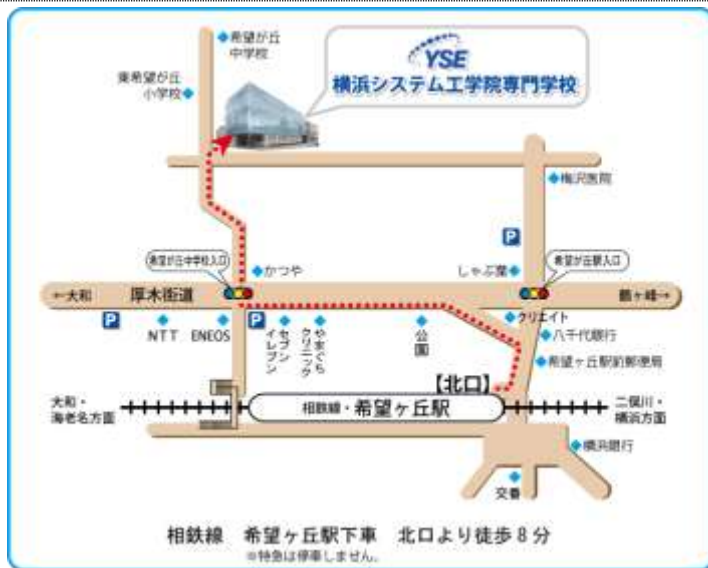 希望が丘
中学校
YSE
横浜システム工学院専門学校
東希望が丘
小学校
梅沢医院
P
希望が丘中学校入口
かつや
しゃぶ葉
希望が丘駅入口
←大和
厚木街道
鶴ヶ峰→
P
NTT
ENEOS
P
セブン
イレブン
やまぐち
クリニック
公園
クリエイト
八千代銀行
希望ヶ丘駅前郵便局
【北口】
大和・
海老名方面
相鉄線・希望ヶ丘駅
二俣川・
横浜方面
横浜銀行
交番
相鉄線 希望ヶ丘駅下車 北口より徒歩8分
※特急は停車しません。